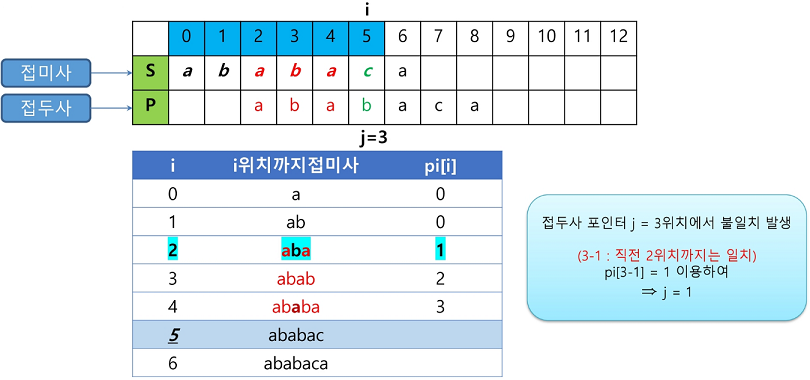 i
0 1 2 3 4 5 6 7 8 9 10 11 12
접미사 S a b a b a c a
접두사 P a b a b a c a
j=3
i i위치까지접미사 pi[i]
0 a 0
1 ab 0
2 aba 1
3 abab 2
4 ababa 3
5 ababac
6 ababaca
접두사 포인터 j = 3위치에서 불일치 발생
(3-1 : 직전 2위치까지는 일치)
pi[3-1] = 1 이용하여
⇒ j = 1